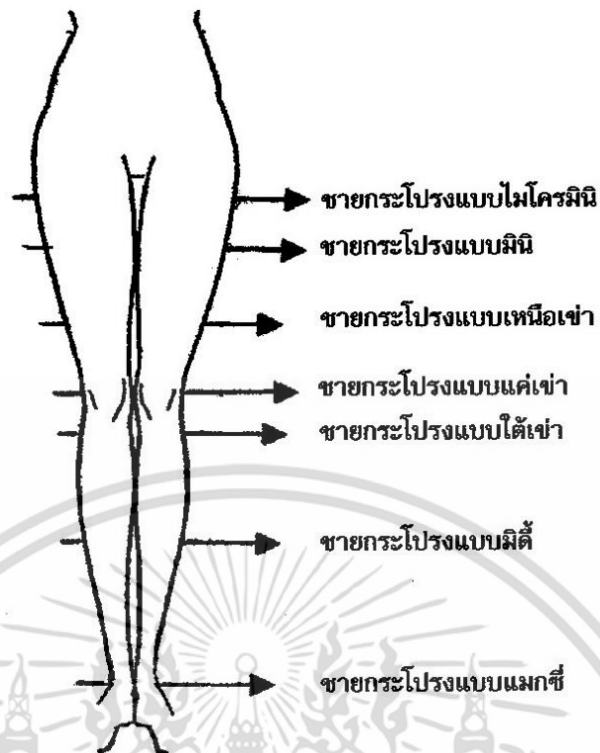 ชายกระโปรงแบบไมโครมินิ
ชายกระโปรงแบบมินิ
ชายกระโปรงแบบเหนือเข่า
ชายกระโปรงแบบแค่เข่า
ชายกระโปรงแบบใต้เข่า
ชายกระโปรงแบบมิดี้
ชายกระโปรงแบบแมกซี่